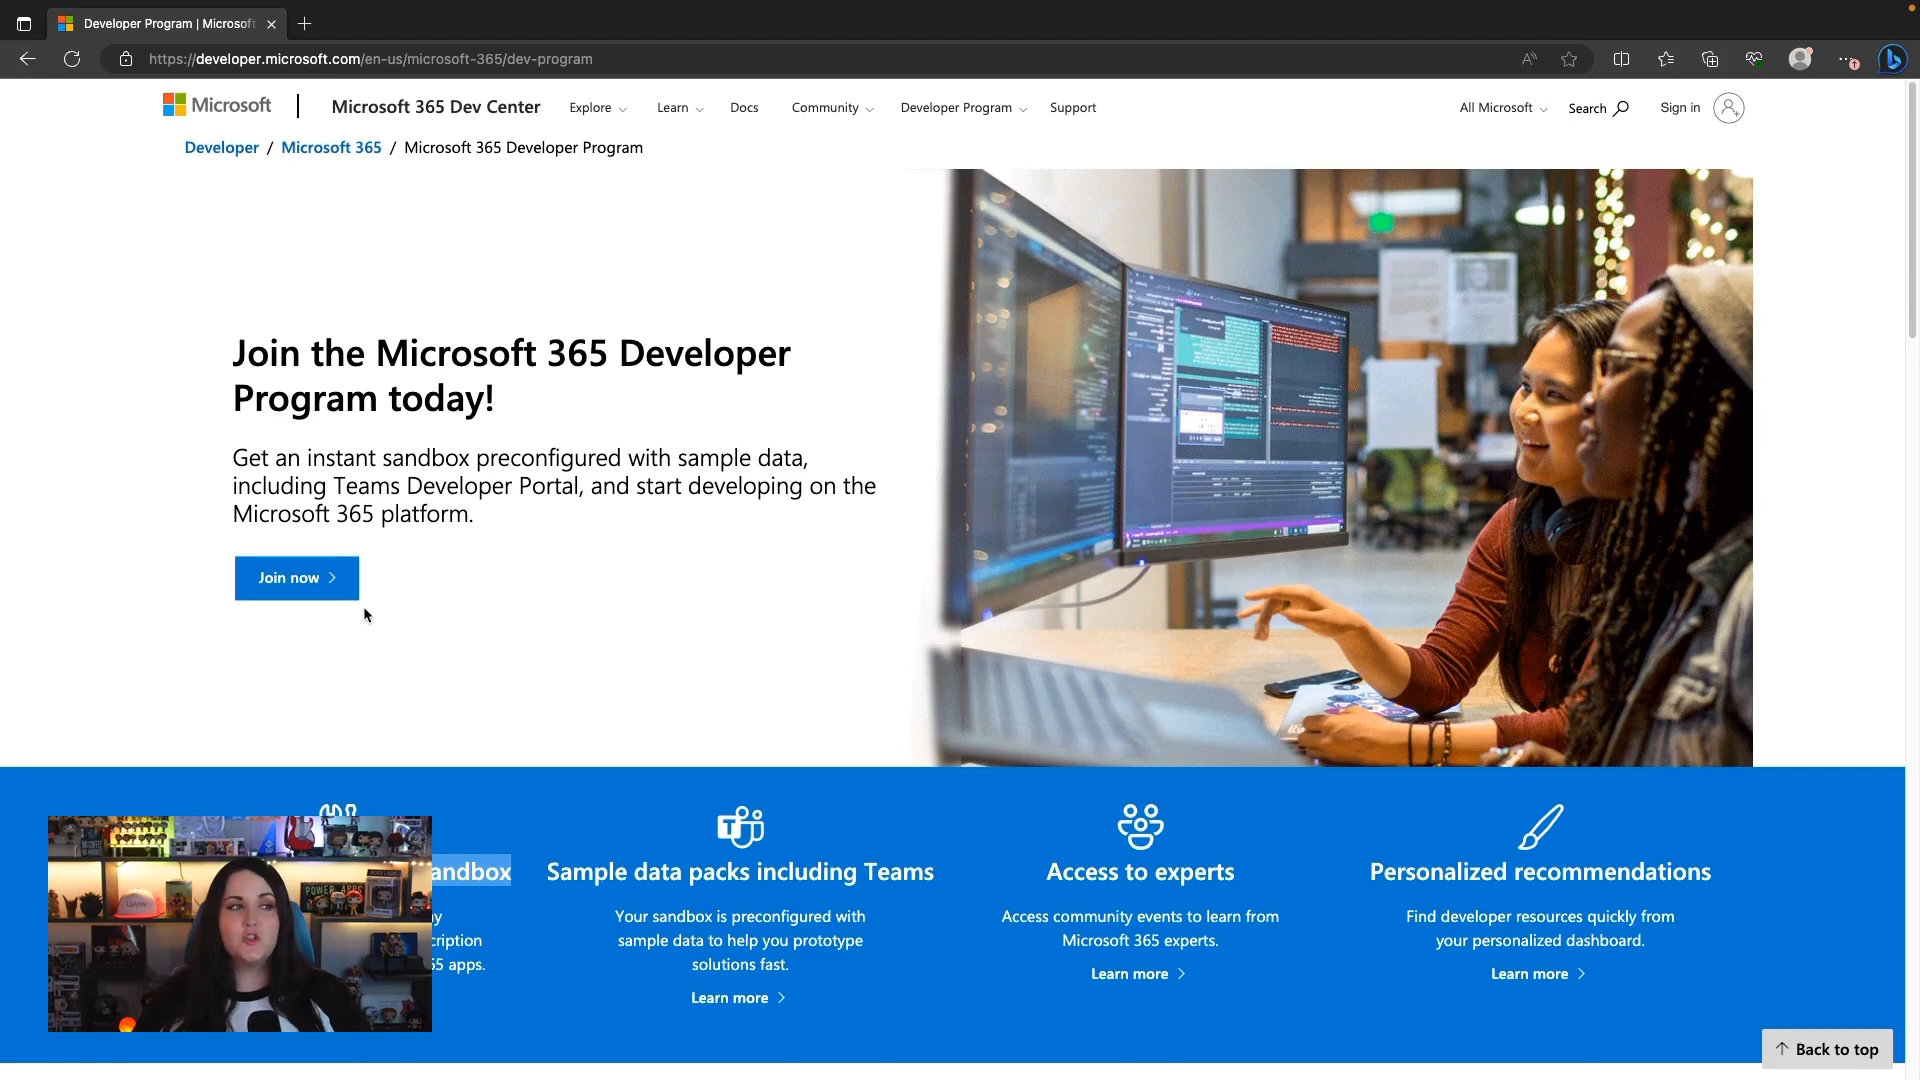 Developer Program | Microsoft
https://developer.microsoft.com/en-us/microsoft-365/dev-program
Microsoft
Microsoft 365 Dev Center
Explore
Learn
Docs
Community
Developer Program
Support
All Microsoft
Search
Sign in
Developer / Microsoft 365 / Microsoft 365 Developer Program
Join the Microsoft 365 Developer
Program today!
Get an instant sandbox preconfigured with sample data,
including Teams Developer Portal, and start developing on the
Microsoft 365 platform.
Join now
andbox
cription
apps.
Sample data packs including Teams
Your sandbox is preconfigured with
sample data to help you prototype
solutions fast.
Learn more
Access to experts
Access community events to learn from
Microsoft 365 experts.
Learn more
Personalized recommendations
Find developer resources quickly from
your personalized dashboard.
Learn more
POWER APPS
Back to top